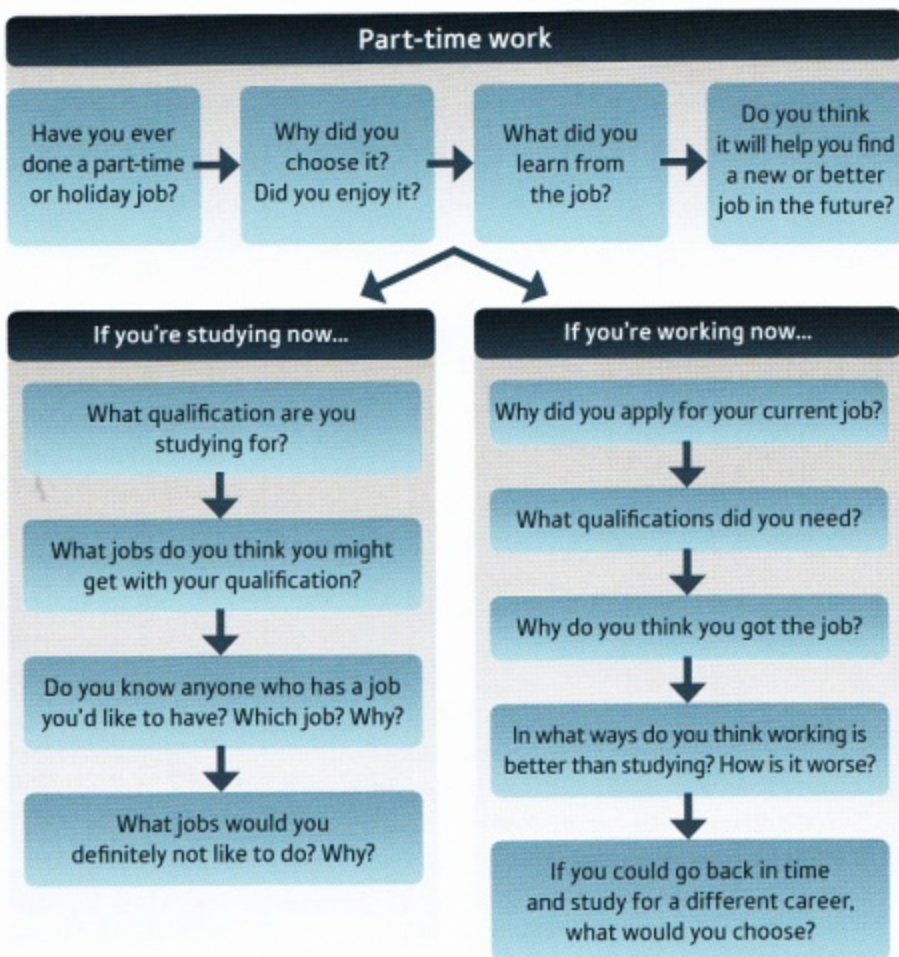 Part-time work
Have you ever
done a part-time
or holiday job?
Why did you
choose it?
Did you enjoy it?
What did you
learn from
the job?
Do you think
it will help you find
a new or better
job in the future?
If you're studying now...
What qualification are you
studying for?
What jobs do you think you might
get with your qualification?
Do you know anyone who has a job
you'd like to have? Which job? Why?
What jobs would you
definitely not like to do? Why?
If you're working now...
Why did you apply for your current job?
What qualifications did you need?
Why do you think you got the job?
In what ways do you think working is
better than studying? How is it worse?
If you could go back in time
and study for a different career,
what would you choose?